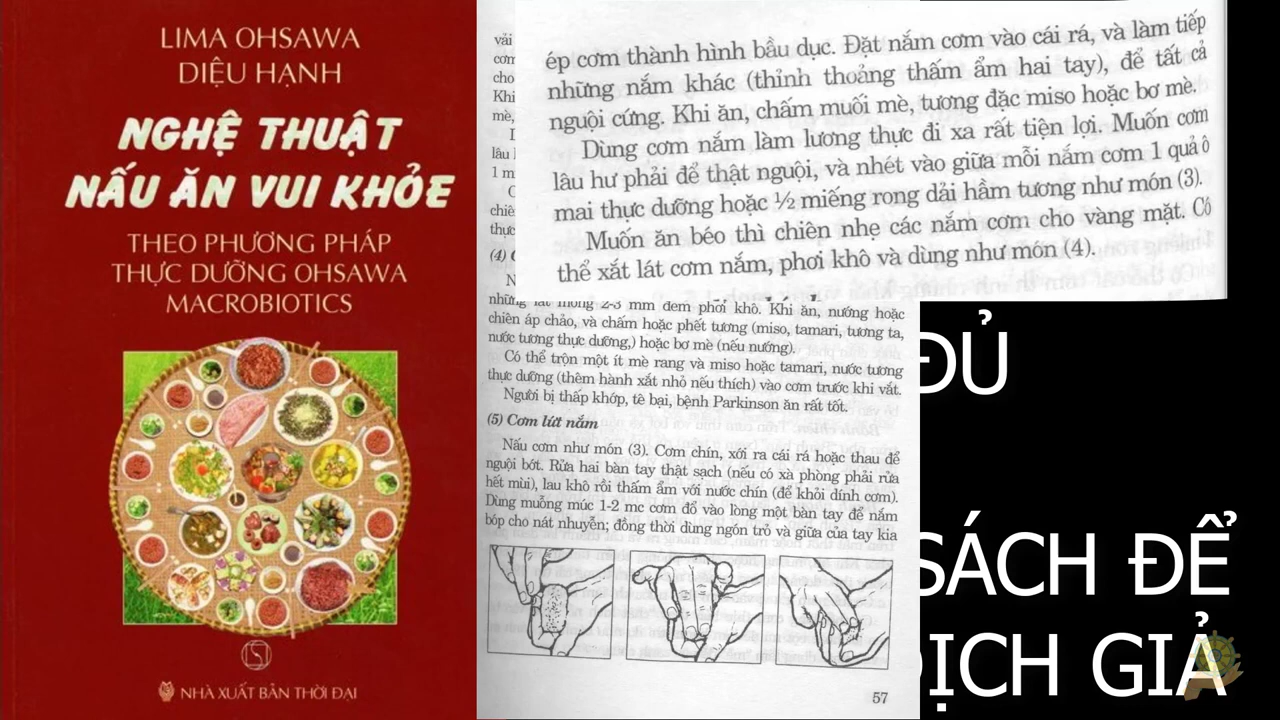 LIMA OHSAWA
DIỆU HẠNH
NGHỆ THUẬT
NẤU ĂN VUI KHỎE
THEO PHƯƠNG PHÁP
THỰC DƯỠNG OHSAWA
MACROBIOTICS
NHÀ XUẤT BẢN THỜI ĐẠI
vải
cơm
cho
Khi
mè,
lâu
1 m
chiê
thực
(4)
ép cơm thành hình bầu dục. Đặt nắm cơm vào cái rá, và làm tiếp
những nắm khác (thỉnh thoảng thấm ẩm hai tay), để tất cả
nguội cứng. Khi ăn, chấm muối mè, tương đặc miso hoặc bơ mè.
Dùng cơm nắm làm lương thực đi xa rất tiện lợi. Muốn cơm
lâu hư phải để thật nguội, và nhét vào giữa mỗi nắm cơm 1 quả ô
mai thực dưỡng hoặc ½ miếng rong dải hầm tương như món (3).
Muốn ăn béo thì chiên nhẹ các nắm cơm cho vàng mặt. Có
thể xắt lát cơm nắm, phơi khô và dùng như món (4).
những lát mỏng 2-3 mm đem phơi khô. Khi ăn, nướng hoặc
chiên áp chảo, và chấm hoặc phết tương (miso, tamari, tương ta,
nước tương thực dưỡng,) hoặc bơ mè (nếu nướng).
Có thể trộn một ít mè rang và miso hoặc tamari, nước tương
thực dưỡng (thêm hành xắt nhỏ nếu thích) vào cơm trước khi vắt.
Người bị thấp khớp, tê bại, bệnh Parkinson ăn rất tốt.
(5) Cơm lứt nắm
Nấu cơm như món (3). Cơm chín, xới ra cái rá hoặc thau để
nguội bớt. Rửa hai bàn tay thật sạch (nếu có xà phòng phải rửa
hết mùi), lau khô rồi thấm ẩm với nước chín (để khỏi dính cơm).
Dùng muỗng múc 1-2 mc cơm đổ vào lòng một bàn tay để nắm
bóp cho nát nhuyễn; đồng thời dùng ngón trỏ và giữa của tay kia
57
ĐỦ
SÁCH ĐỂ
DỊCH GIẢ